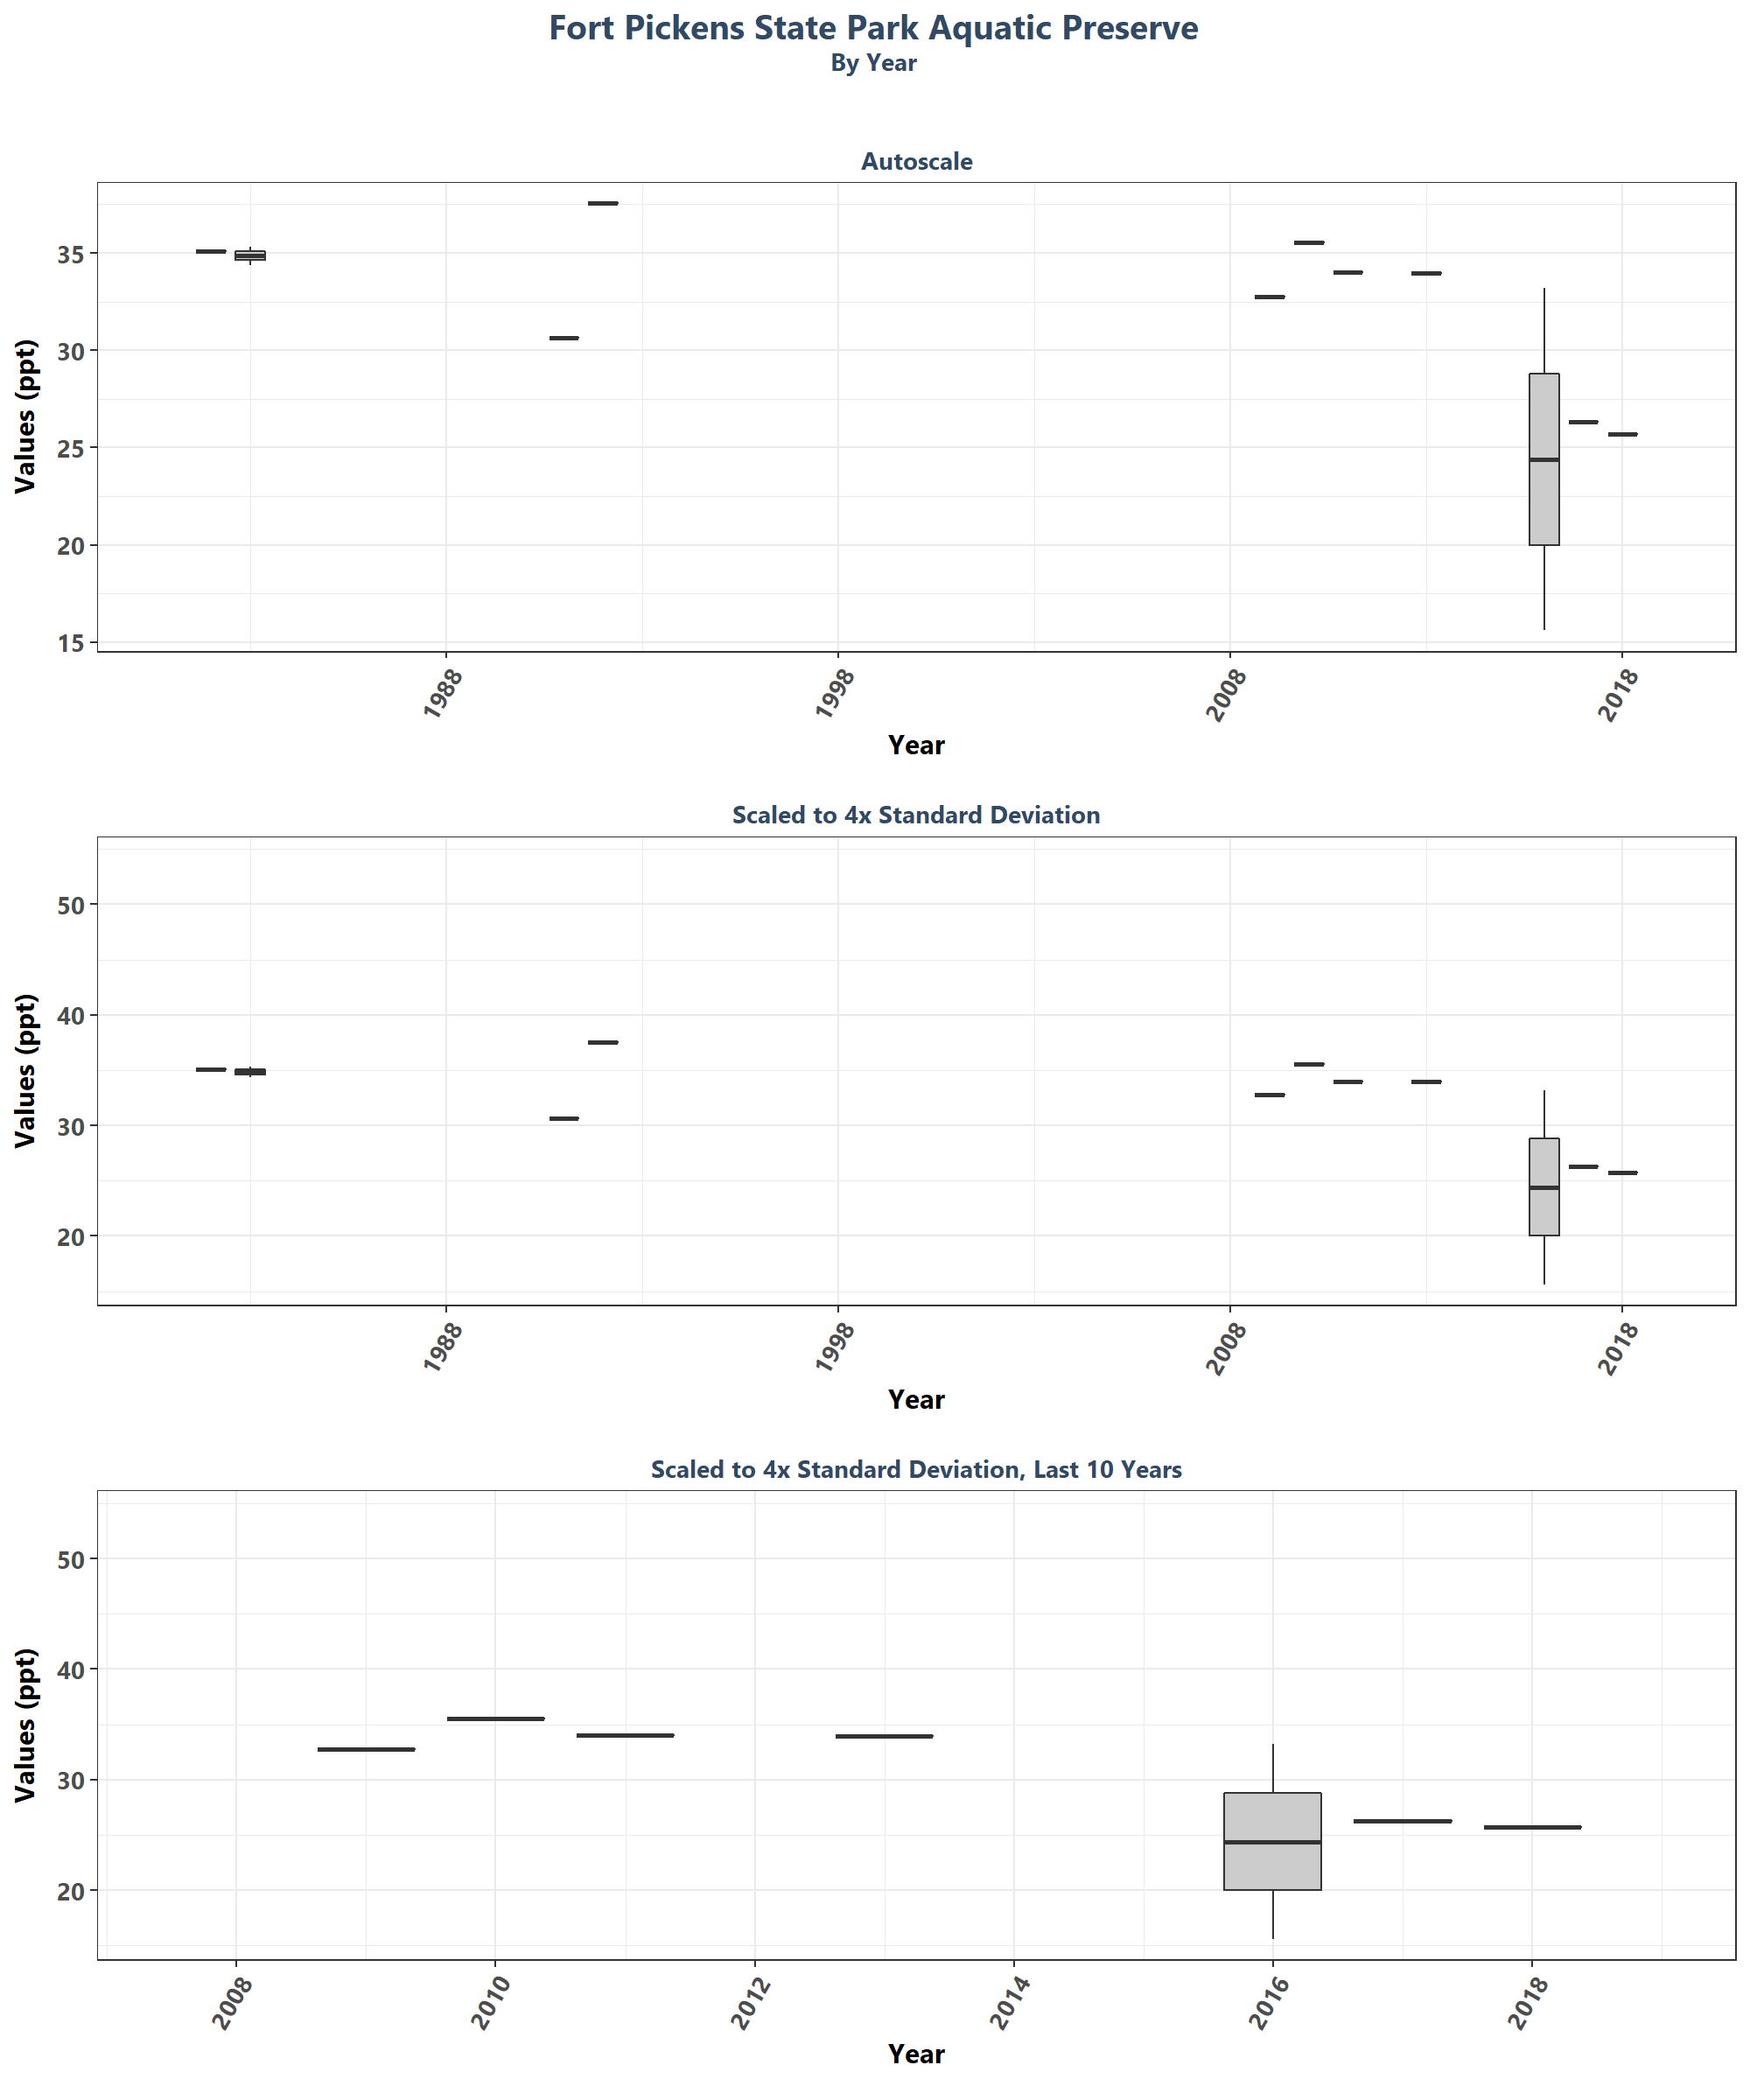 Fort Pickens State Park Aquatic Preserve
By Year
Autoscale
Values (ppt)
35
30
25
20
15
1988
1998
2008
2018
Year
Scaled to 4x Standard Deviation
Values (ppt)
50
40
30
20
1988
1998
2008
2018
Year
Scaled to 4x Standard Deviation, Last 10 Years
Values (ppt)
50
40
30
20
2008
2010
2012
2014
2016
2018
Year